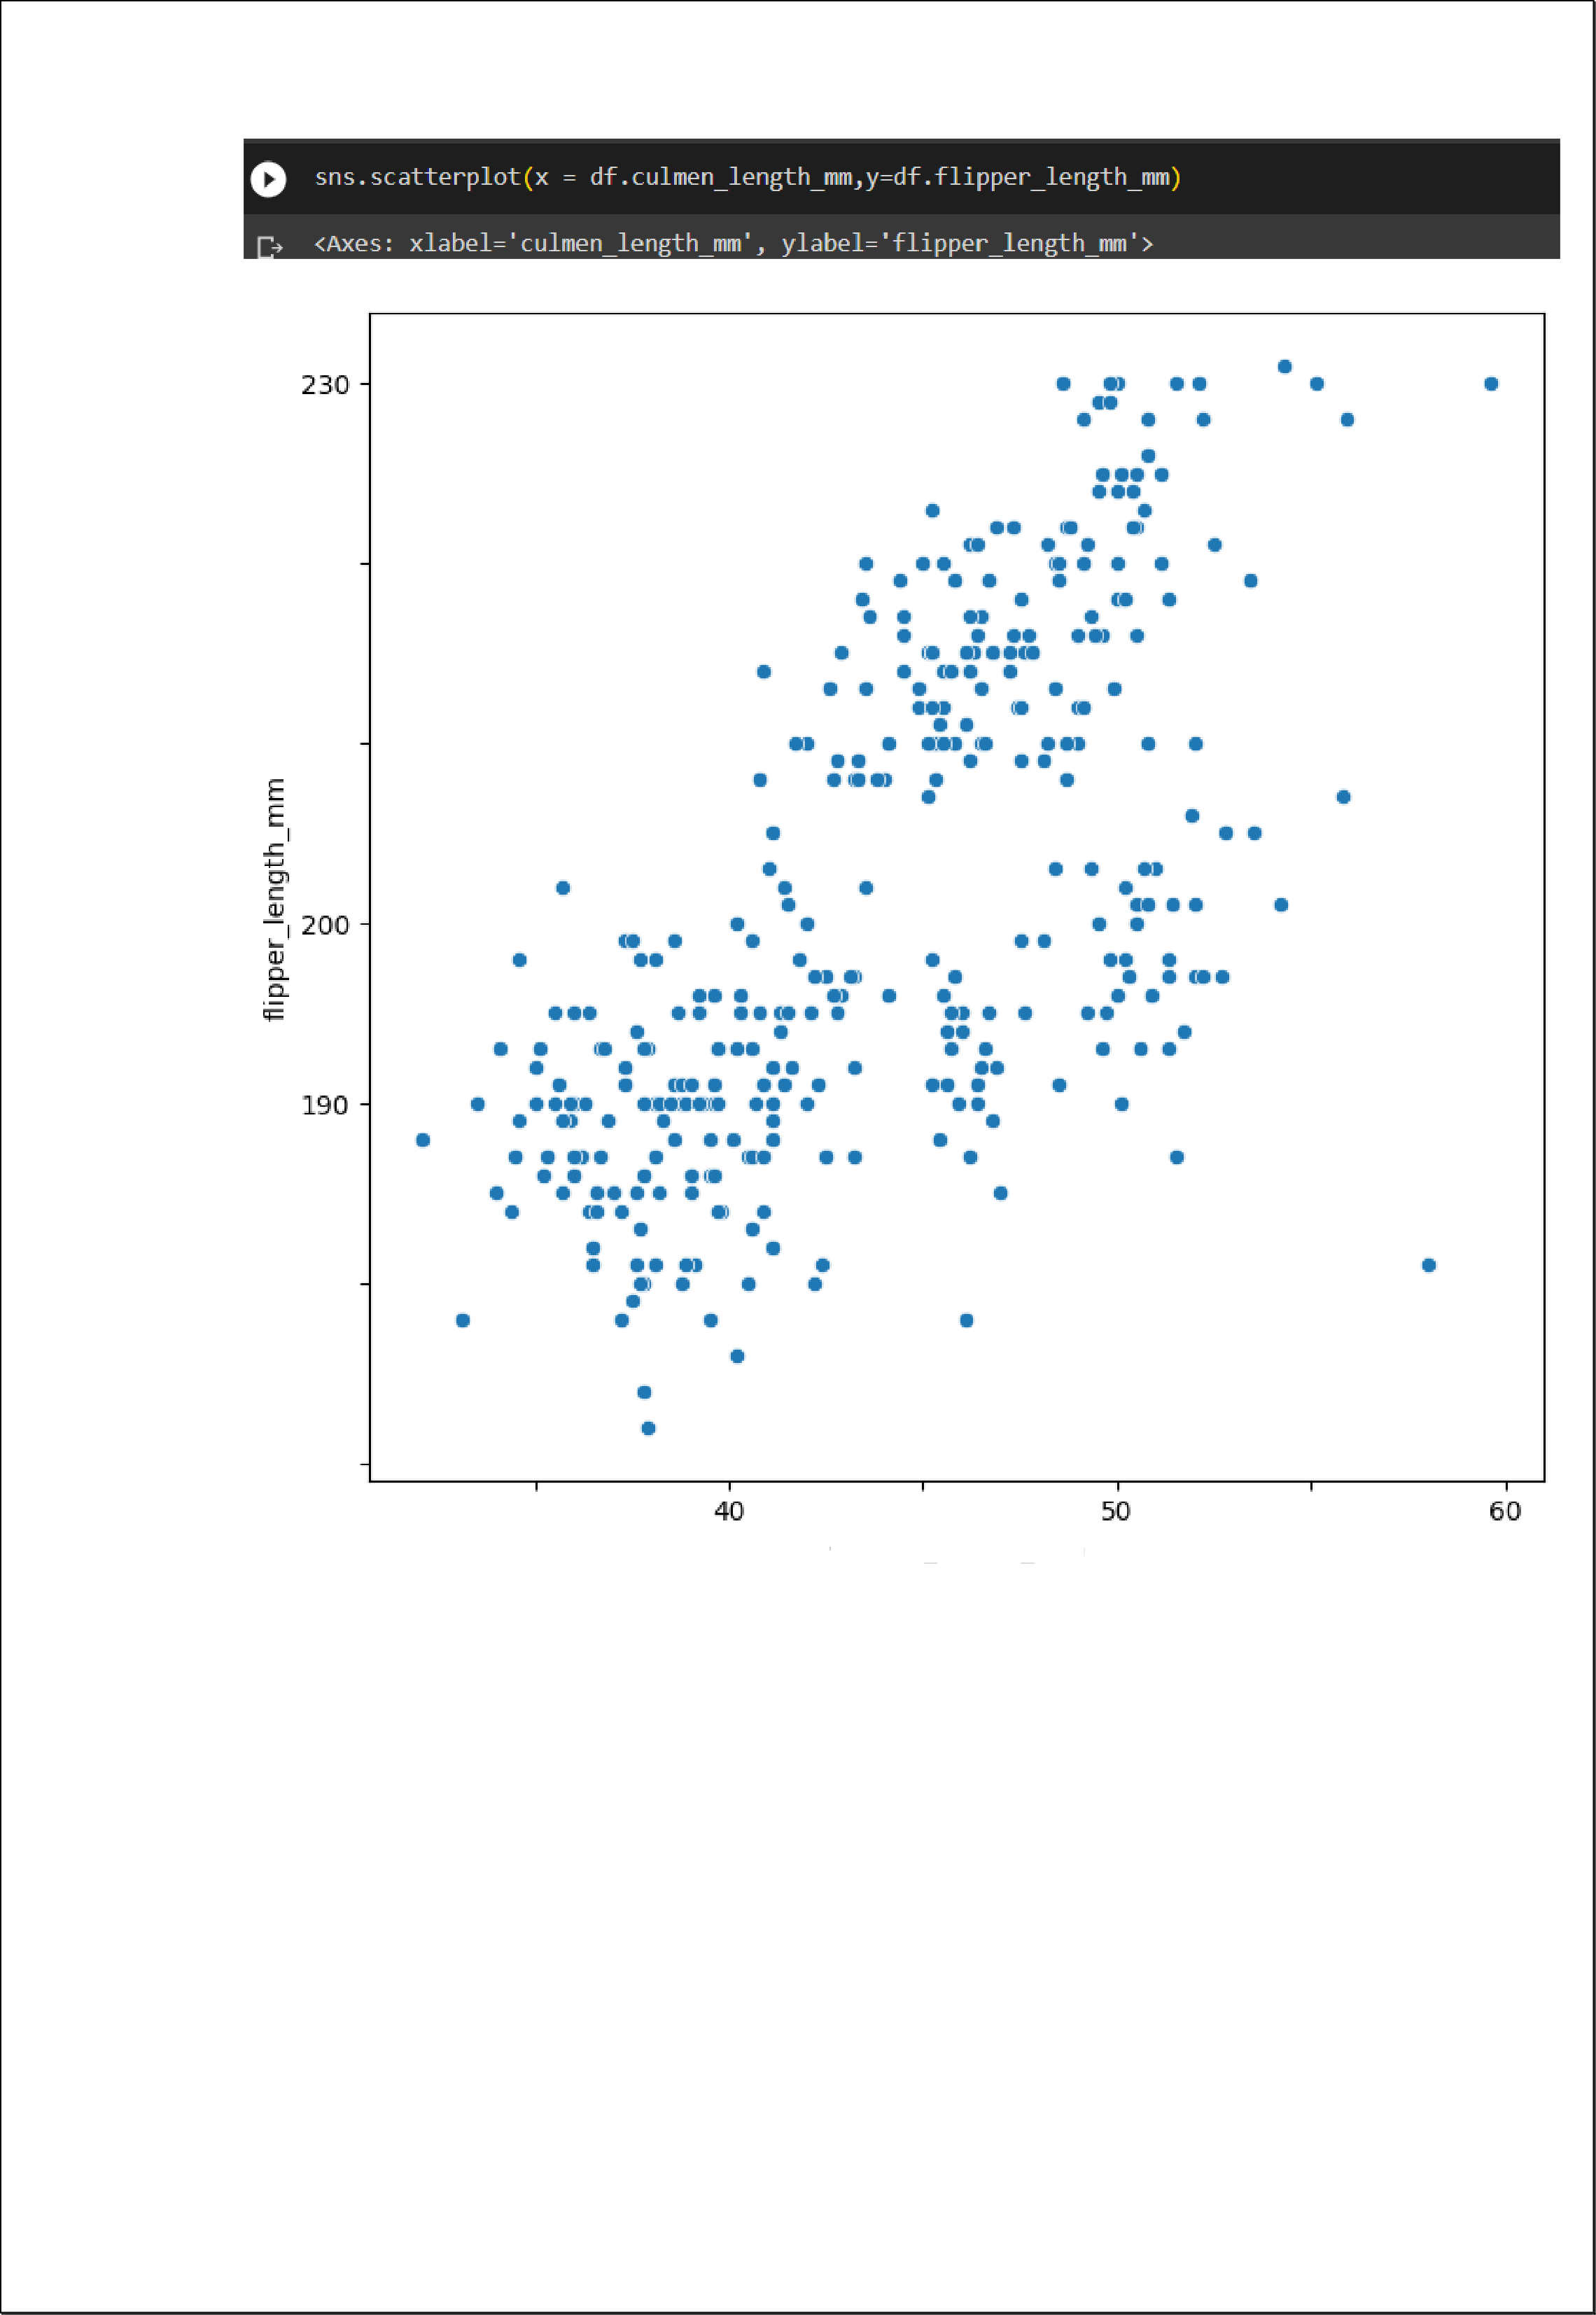 sns.scatterplot(x = df.culmen_length_mm,y=df.flipper_length_mm)
<Axes: xlabel='culmen_length_mm', ylabel='flipper_length_mm'>
230
200
190
flipper_length_mm
40 50 60